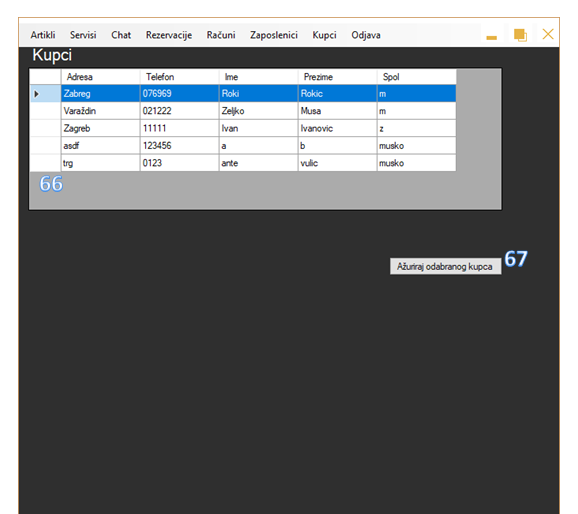 Artikli Servisi Chat Rezervacije Računi Zaposlenici Kupci Odjava
Kupci
Adresa Telefon Ime Prezime Spol
Zabreg 076969 Roki Rokic m
Varaždin 021222 Zeljko Musa m
Zagreb 11111 Ivan Ivanovic z
asdf 123456 a b musko
trg 0123 ante vulic musko
66
Ažuriraj odabranog kupca 67